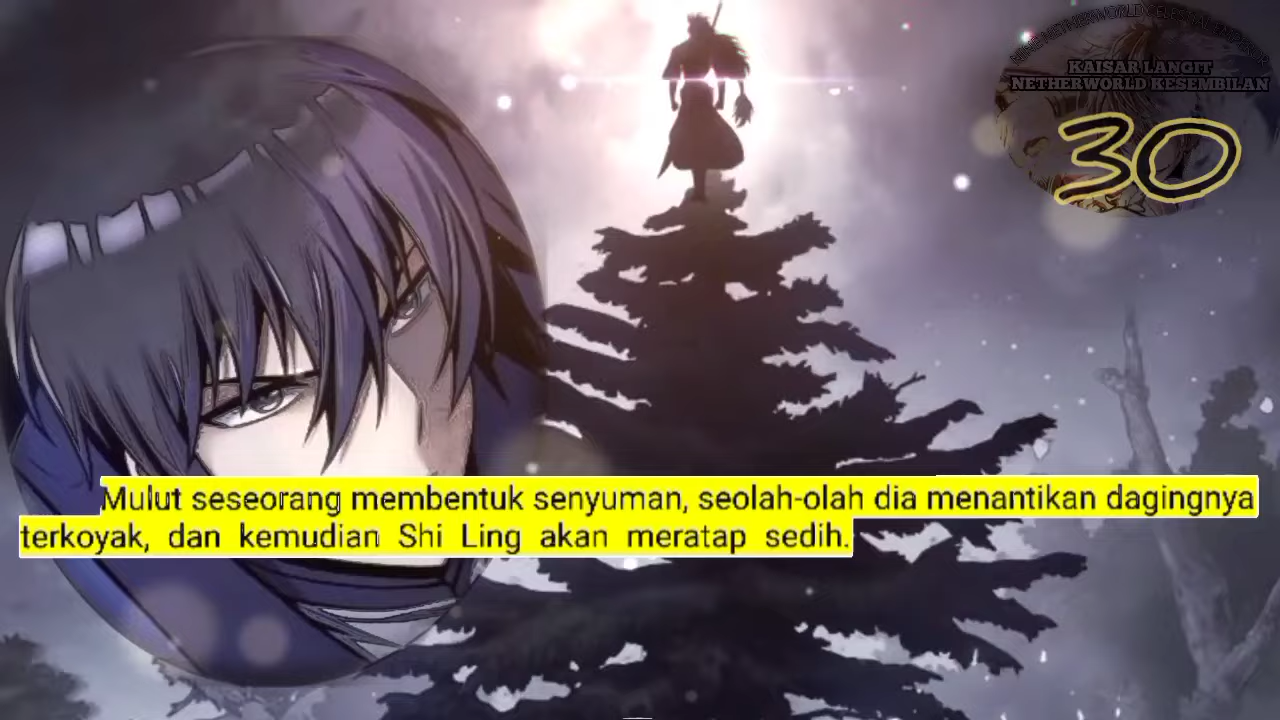 KAISAR LANGIT
NETHERWORLD KESEMBILAN
30
Mulut seseorang membentuk senyuman, seolah-olah dia menantikan dagingnya
terkoyak, dan kemudian Shi Ling akan meratap sedih.